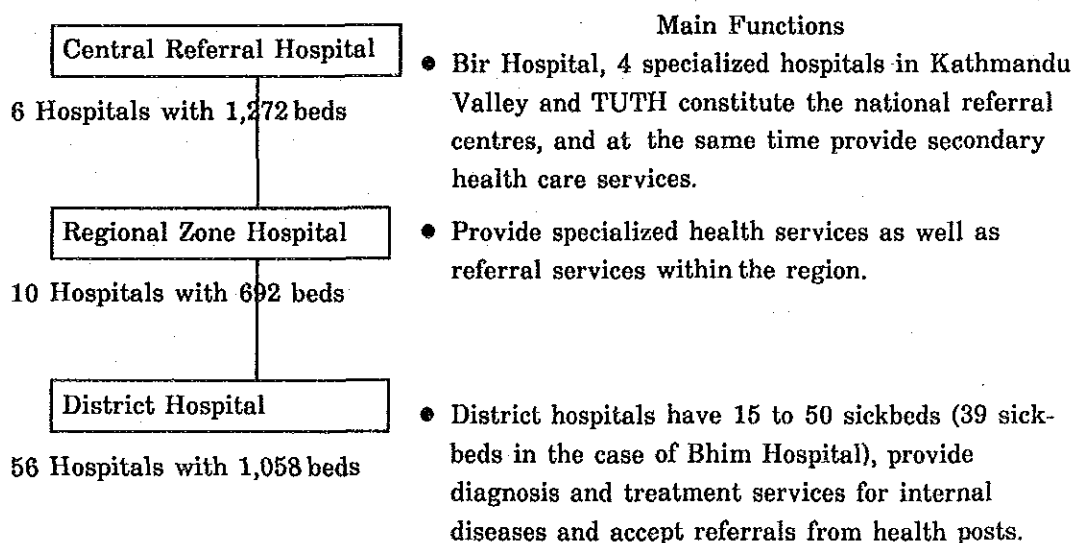 Main Functions
Central Referral Hospital
6 Hospitals with 1,272 beds
● Bir Hospital, 4 specialized hospitals in Kathmandu
Valley and TUTH constitute the national referral
centres, and at the same time provide secondary
health care services.
Regional Zone Hospital
10 Hospitals with 692 beds
● Provide specialized health services as well as
referral services within the region.
District Hospital
56 Hospitals with 1,058 beds
● District hospitals have 15 to 50 sickbeds (39 sick-
beds in the case of Bhim Hospital), provide
diagnosis and treatment services for internal
diseases and accept referrals from health posts.